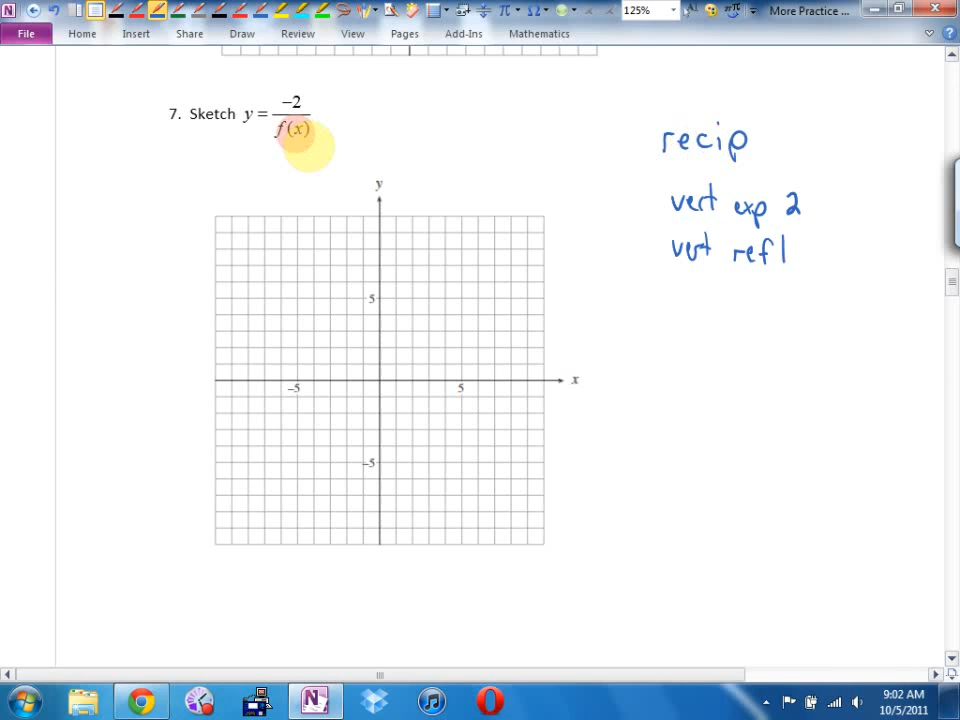 125%
More Practice ...
File Home Insert Share Draw Review View Pages Add-Ins Mathematics
7. Sketch y = -2 / f(x)
recip
vert exp 2
vert refl
y
5
-5
5
x
-5
9:02 AM
10/5/2011